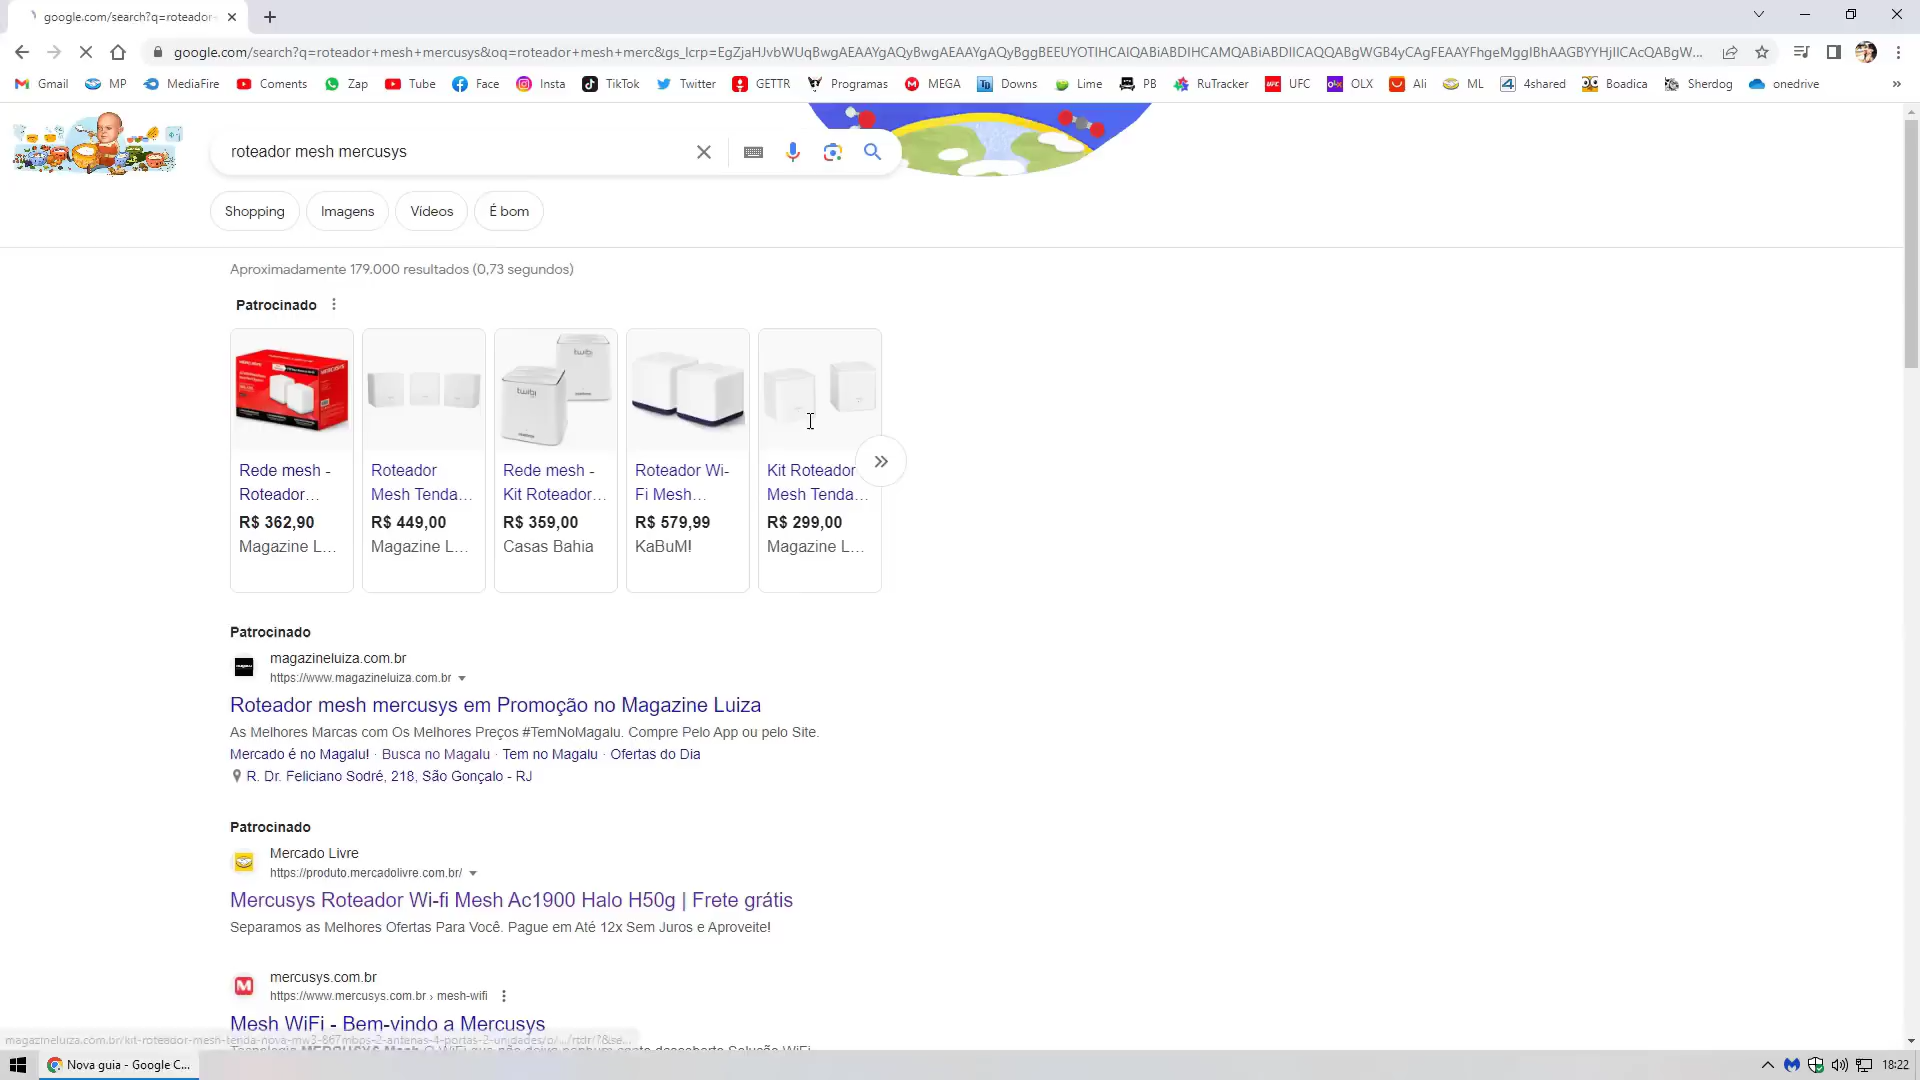 google.com/search?q=roteador
google.com/search?q=roteador+mesh+mercusys&oq=roteador+mesh+merc&gs_lcrp=
Gmail MP MediaFire Coments Zap Tube Face Insta TikTok Twitter GETTR Programas MEGA Downs Lime PB RuTracker UFC OLX Ali ML 4shared Boadica Sherdog onedrive »
roteador mesh mercusys
Shopping Imagens Vídeos É bom
Aproximadamente 179.000 resultados (0,73 segundos)
Patrocinado
twibi
twibi
Rede mesh - Roteador Rede mesh - Roteador Wi- Kit Roteador
Roteador... Mesh Tenda... Kit Roteador... Fi Mesh... Mesh Tenda...
R$ 362,90 R$ 449,00 R$ 359,00 R$ 579,99 R$ 299,00
Magazine L... Magazine L... Casas Bahia KaBuM! Magazine L...
Patrocinado
magazineluiza.com.br
https://www.magazineluiza.com.br
Roteador mesh mercusys em Promoção no Magazine Luiza
As Melhores Marcas com Os Melhores Preços #TemNoMagalu. Compre Pelo App ou pelo Site.
Mercado é no Magalu! · Busca no Magalu · Tem no Magalu · Ofertas do Dia
R. Dr. Feliciano Sodré, 218, São Gonçalo - RJ
Patrocinado
Mercado Livre
https://produto.mercadolivre.com.br/
Mercusys Roteador Wi-fi Mesh Ac1900 Halo H50g | Frete grátis
Separamos as Melhores Ofertas Para Você. Pague em Até 12x Sem Juros e Aproveite!
mercusys.com.br
https://www.mercusys.com.br › mesh-wifi
Mesh WiFi - Bem-vindo a Mercusys
magazineluiza.com.br/kit-roteador-mesh-tenda-nova-mw3-867mbps-2-antenas-4-portas-2-unidades/p/
Nova guia - Google C... 18:22